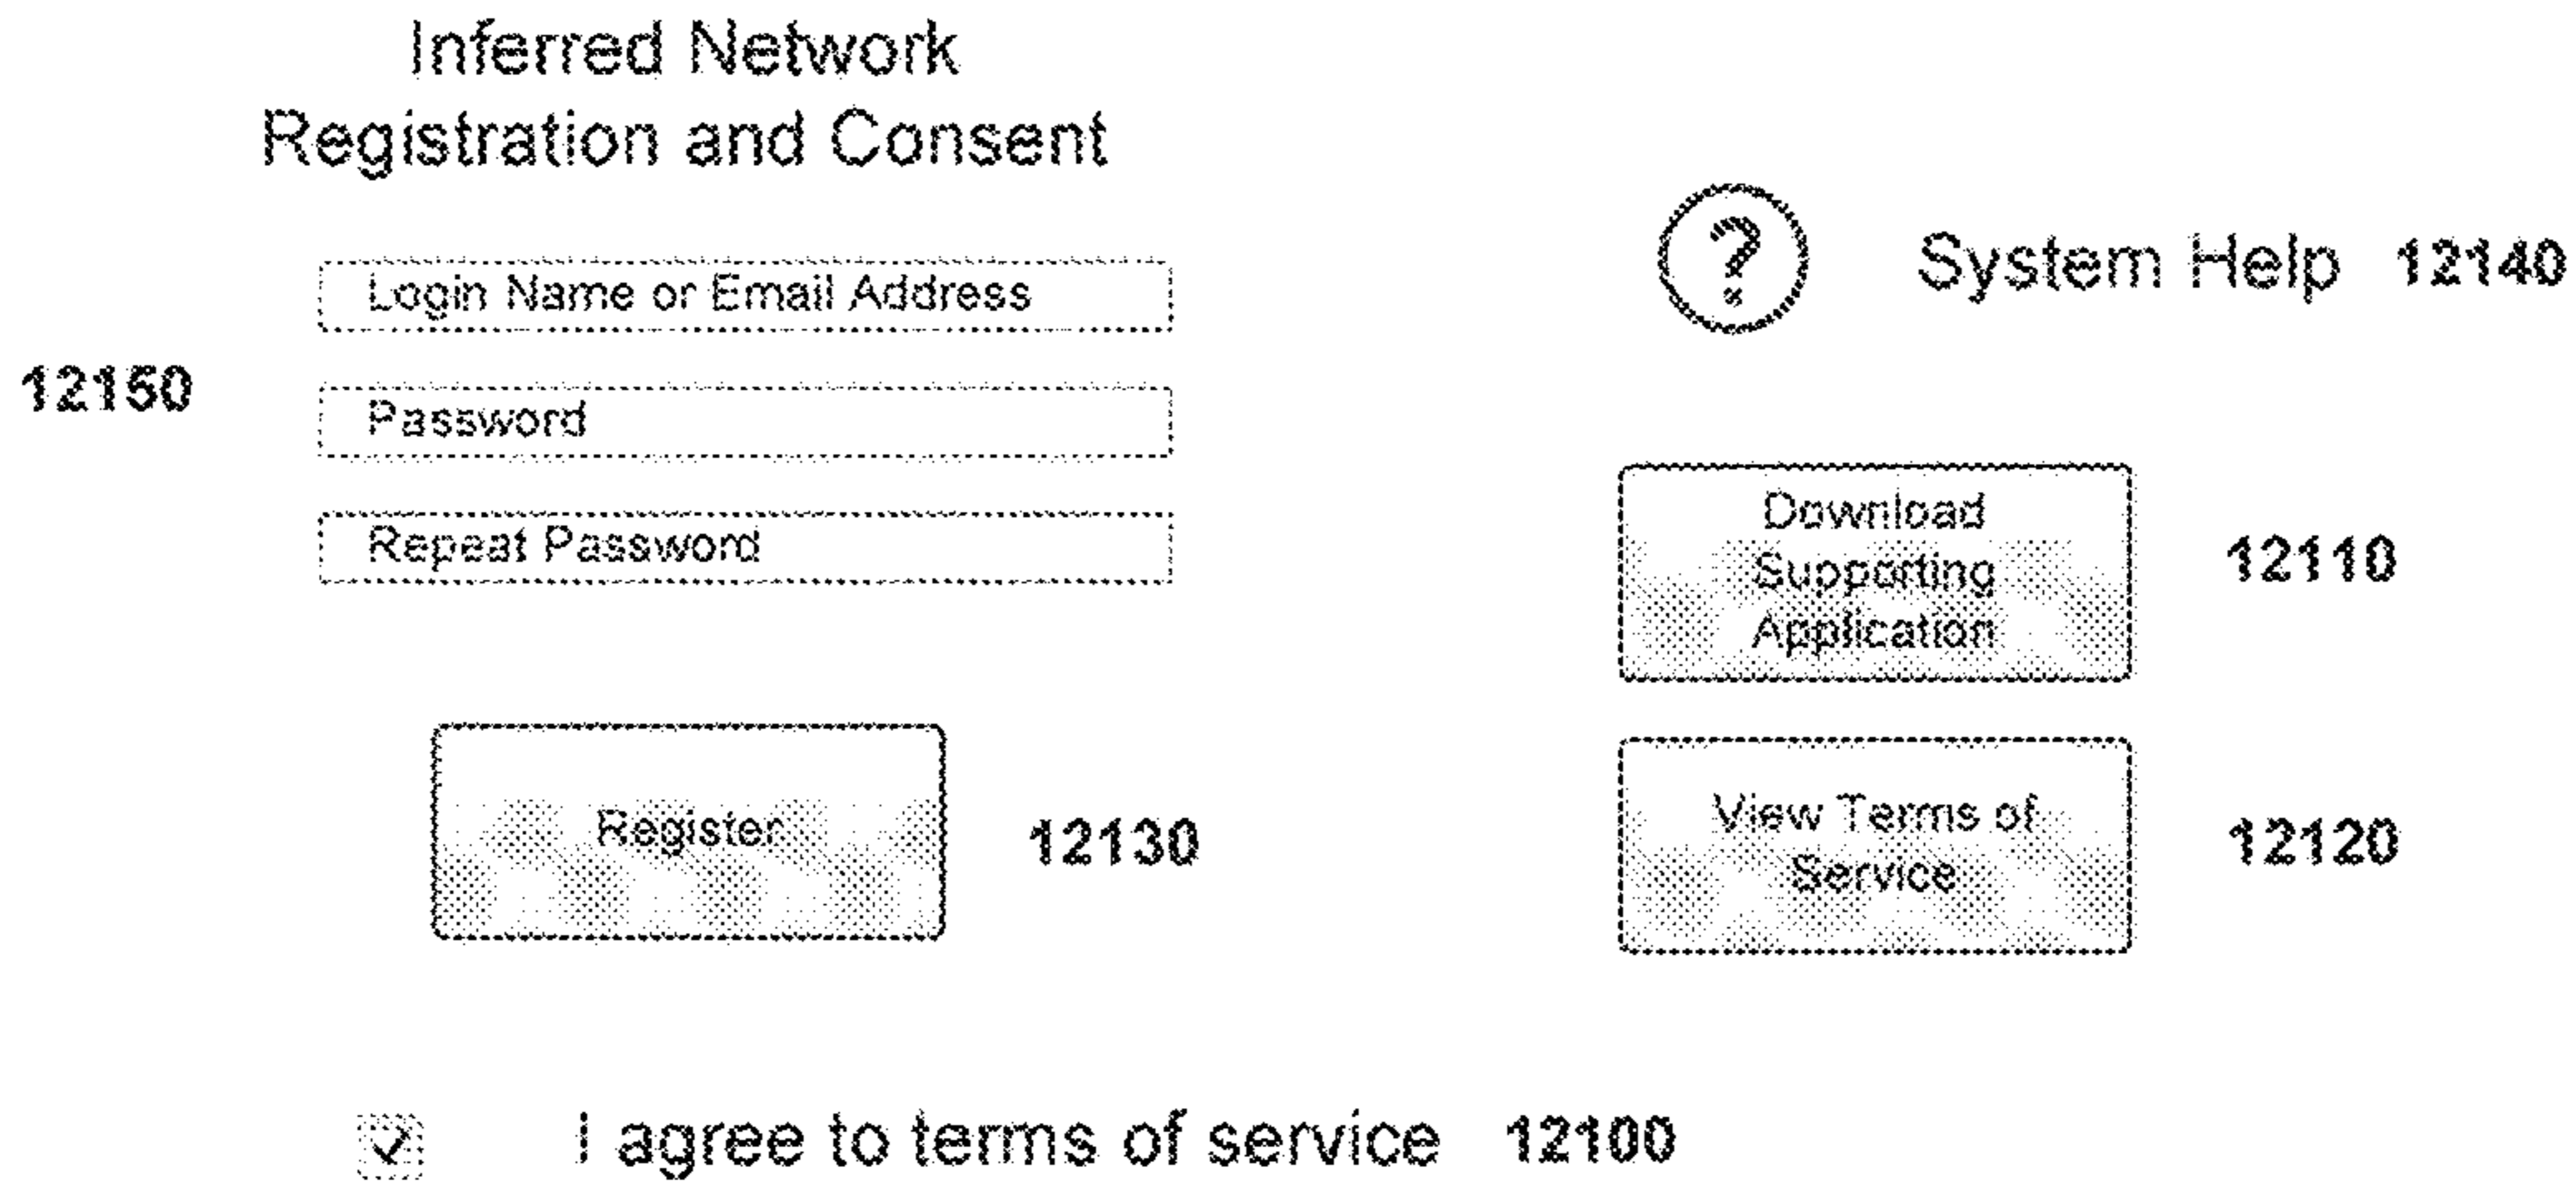 Inferred Network
Registration and Consent
? System Help 12140
Login Name or Email Address
12150
Password
Repeat Password
Download
Supporting
Application
12110
Register
12130
View Terms of
Service
12120
I agree to terms of service 12100